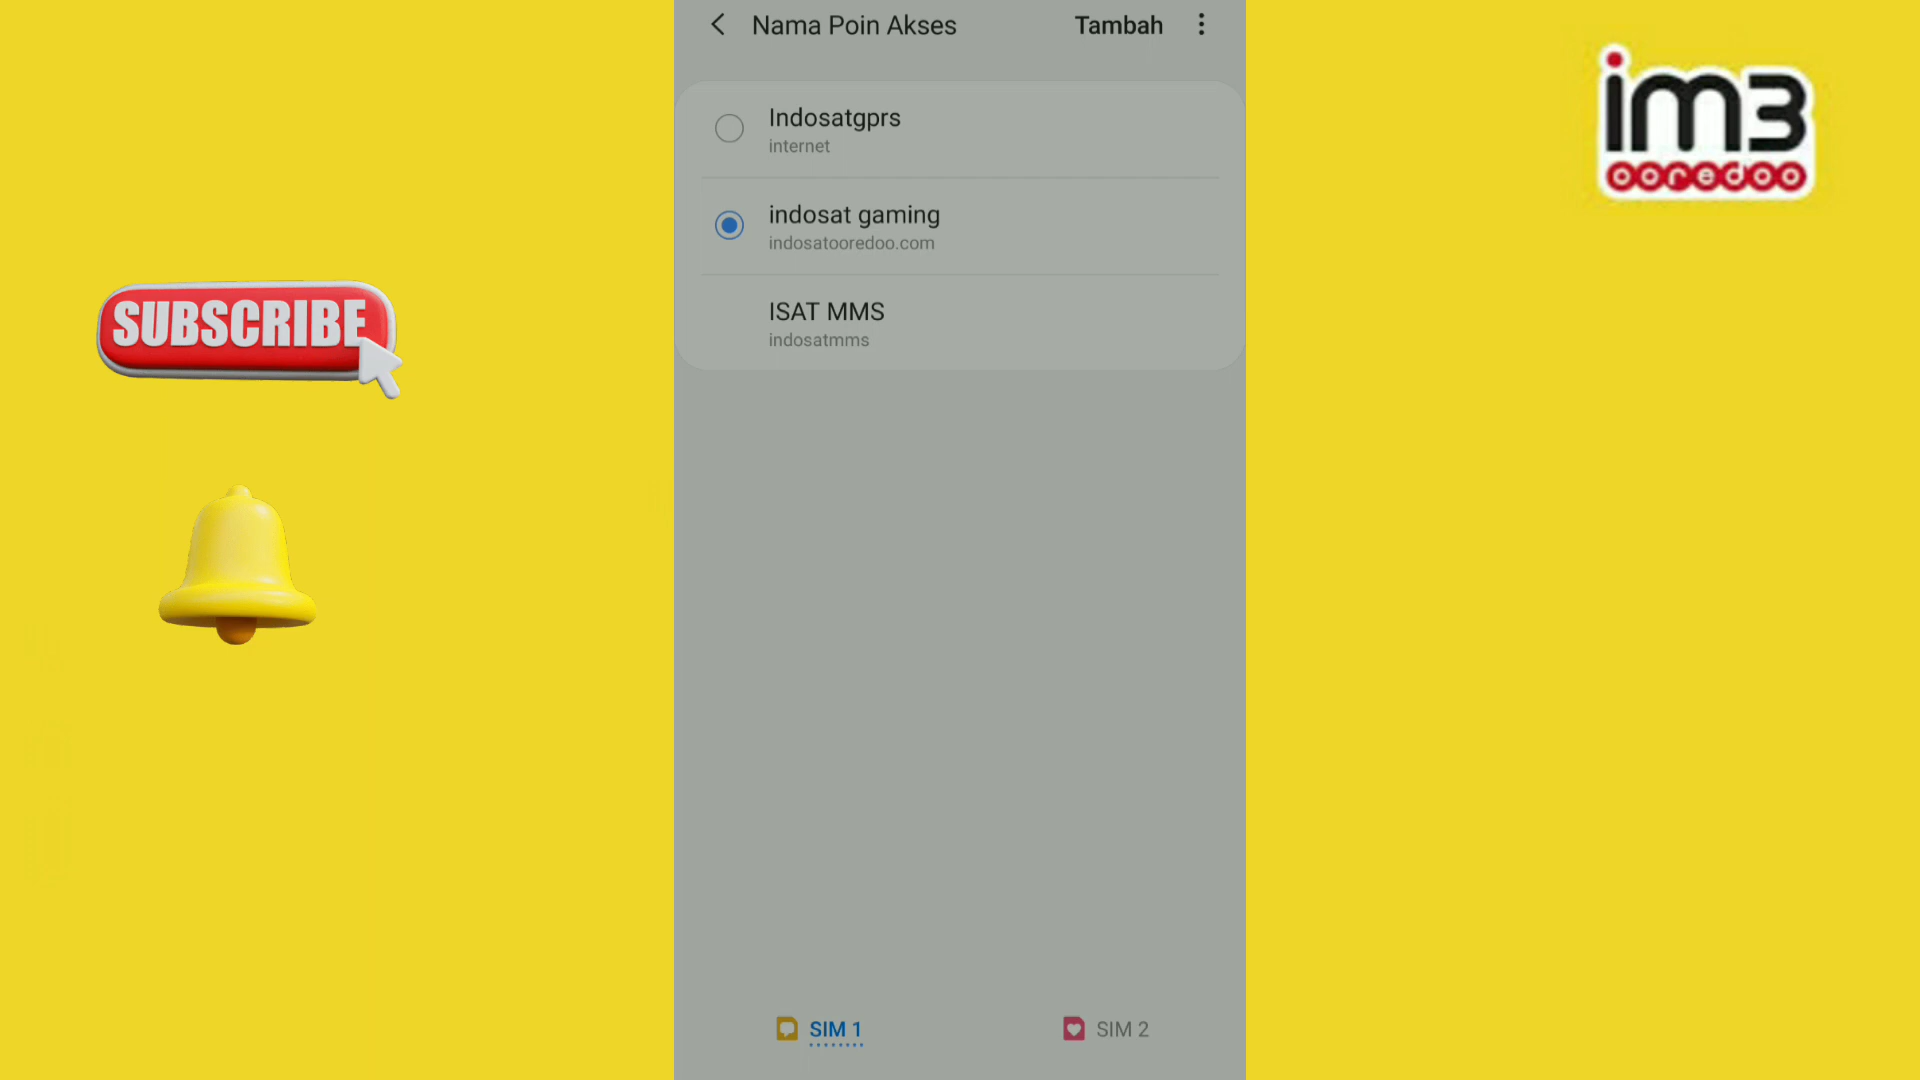 Nama Poin Akses
Tambah
Indosatgprs
internet
indosat gaming
indosatooredoo.com
ISAT MMS
indosatmms
SIM 1
SIM 2
SUBSCRIBE
im3
ooredoo